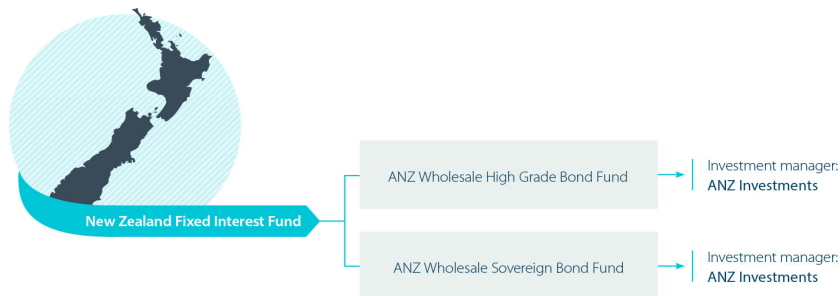 ANZ Wholesale High Grade Bond Fund
Investment manager:
ANZ Investments
New Zealand Fixed Interest Fund
ANZ Wholesale Sovereign Bond Fund
Investment manager:
ANZ Investments